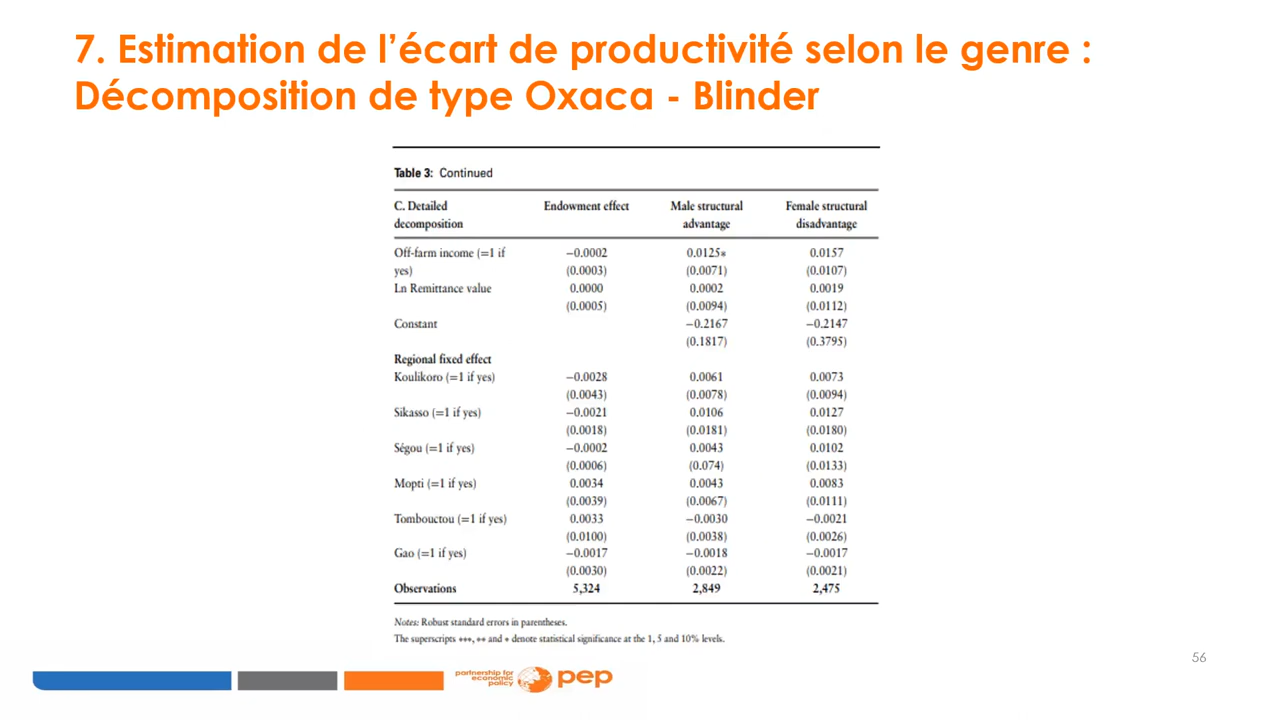 7. Estimation de l’écart de productivité selon le genre :
Décomposition de type Oxaca - Blinder
Table 3: Continued
C. Detailed decomposition Endowment effect Male structural advantage Female structural disadvantage
Off-farm income (=1 if yes) −0.0002 0.0125* 0.0157
(0.0003) (0.0071) (0.0107)
Ln Remittance value 0.0000 0.0002 0.0019
(0.0005) (0.0094) (0.0112)
Constant −0.2167 −0.2147
(0.1817) (0.3795)
Regional fixed effect
Koulikoro (=1 if yes) −0.0028 0.0061 0.0073
(0.0043) (0.0078) (0.0094)
Sikasso (=1 if yes) −0.0021 0.0106 0.0127
(0.0018) (0.0181) (0.0180)
Ségou (=1 if yes) −0.0002 0.0043 0.0102
(0.0006) (0.074) (0.0133)
Mopti (=1 if yes) 0.0034 0.0043 0.0083
(0.0039) (0.0067) (0.0111)
Tombouctou (=1 if yes) 0.0033 −0.0030 −0.0021
(0.0100) (0.0038) (0.0026)
Gao (=1 if yes) −0.0017 −0.0018 −0.0017
(0.0030) (0.0022) (0.0021)
Observations 5,324 2,849 2,475
Notes: Robust standard errors in parentheses.
The superscripts ***, ** and * denote statistical significance at the 1, 5 and 10% levels.
56
partnership for
economic
policy
pep